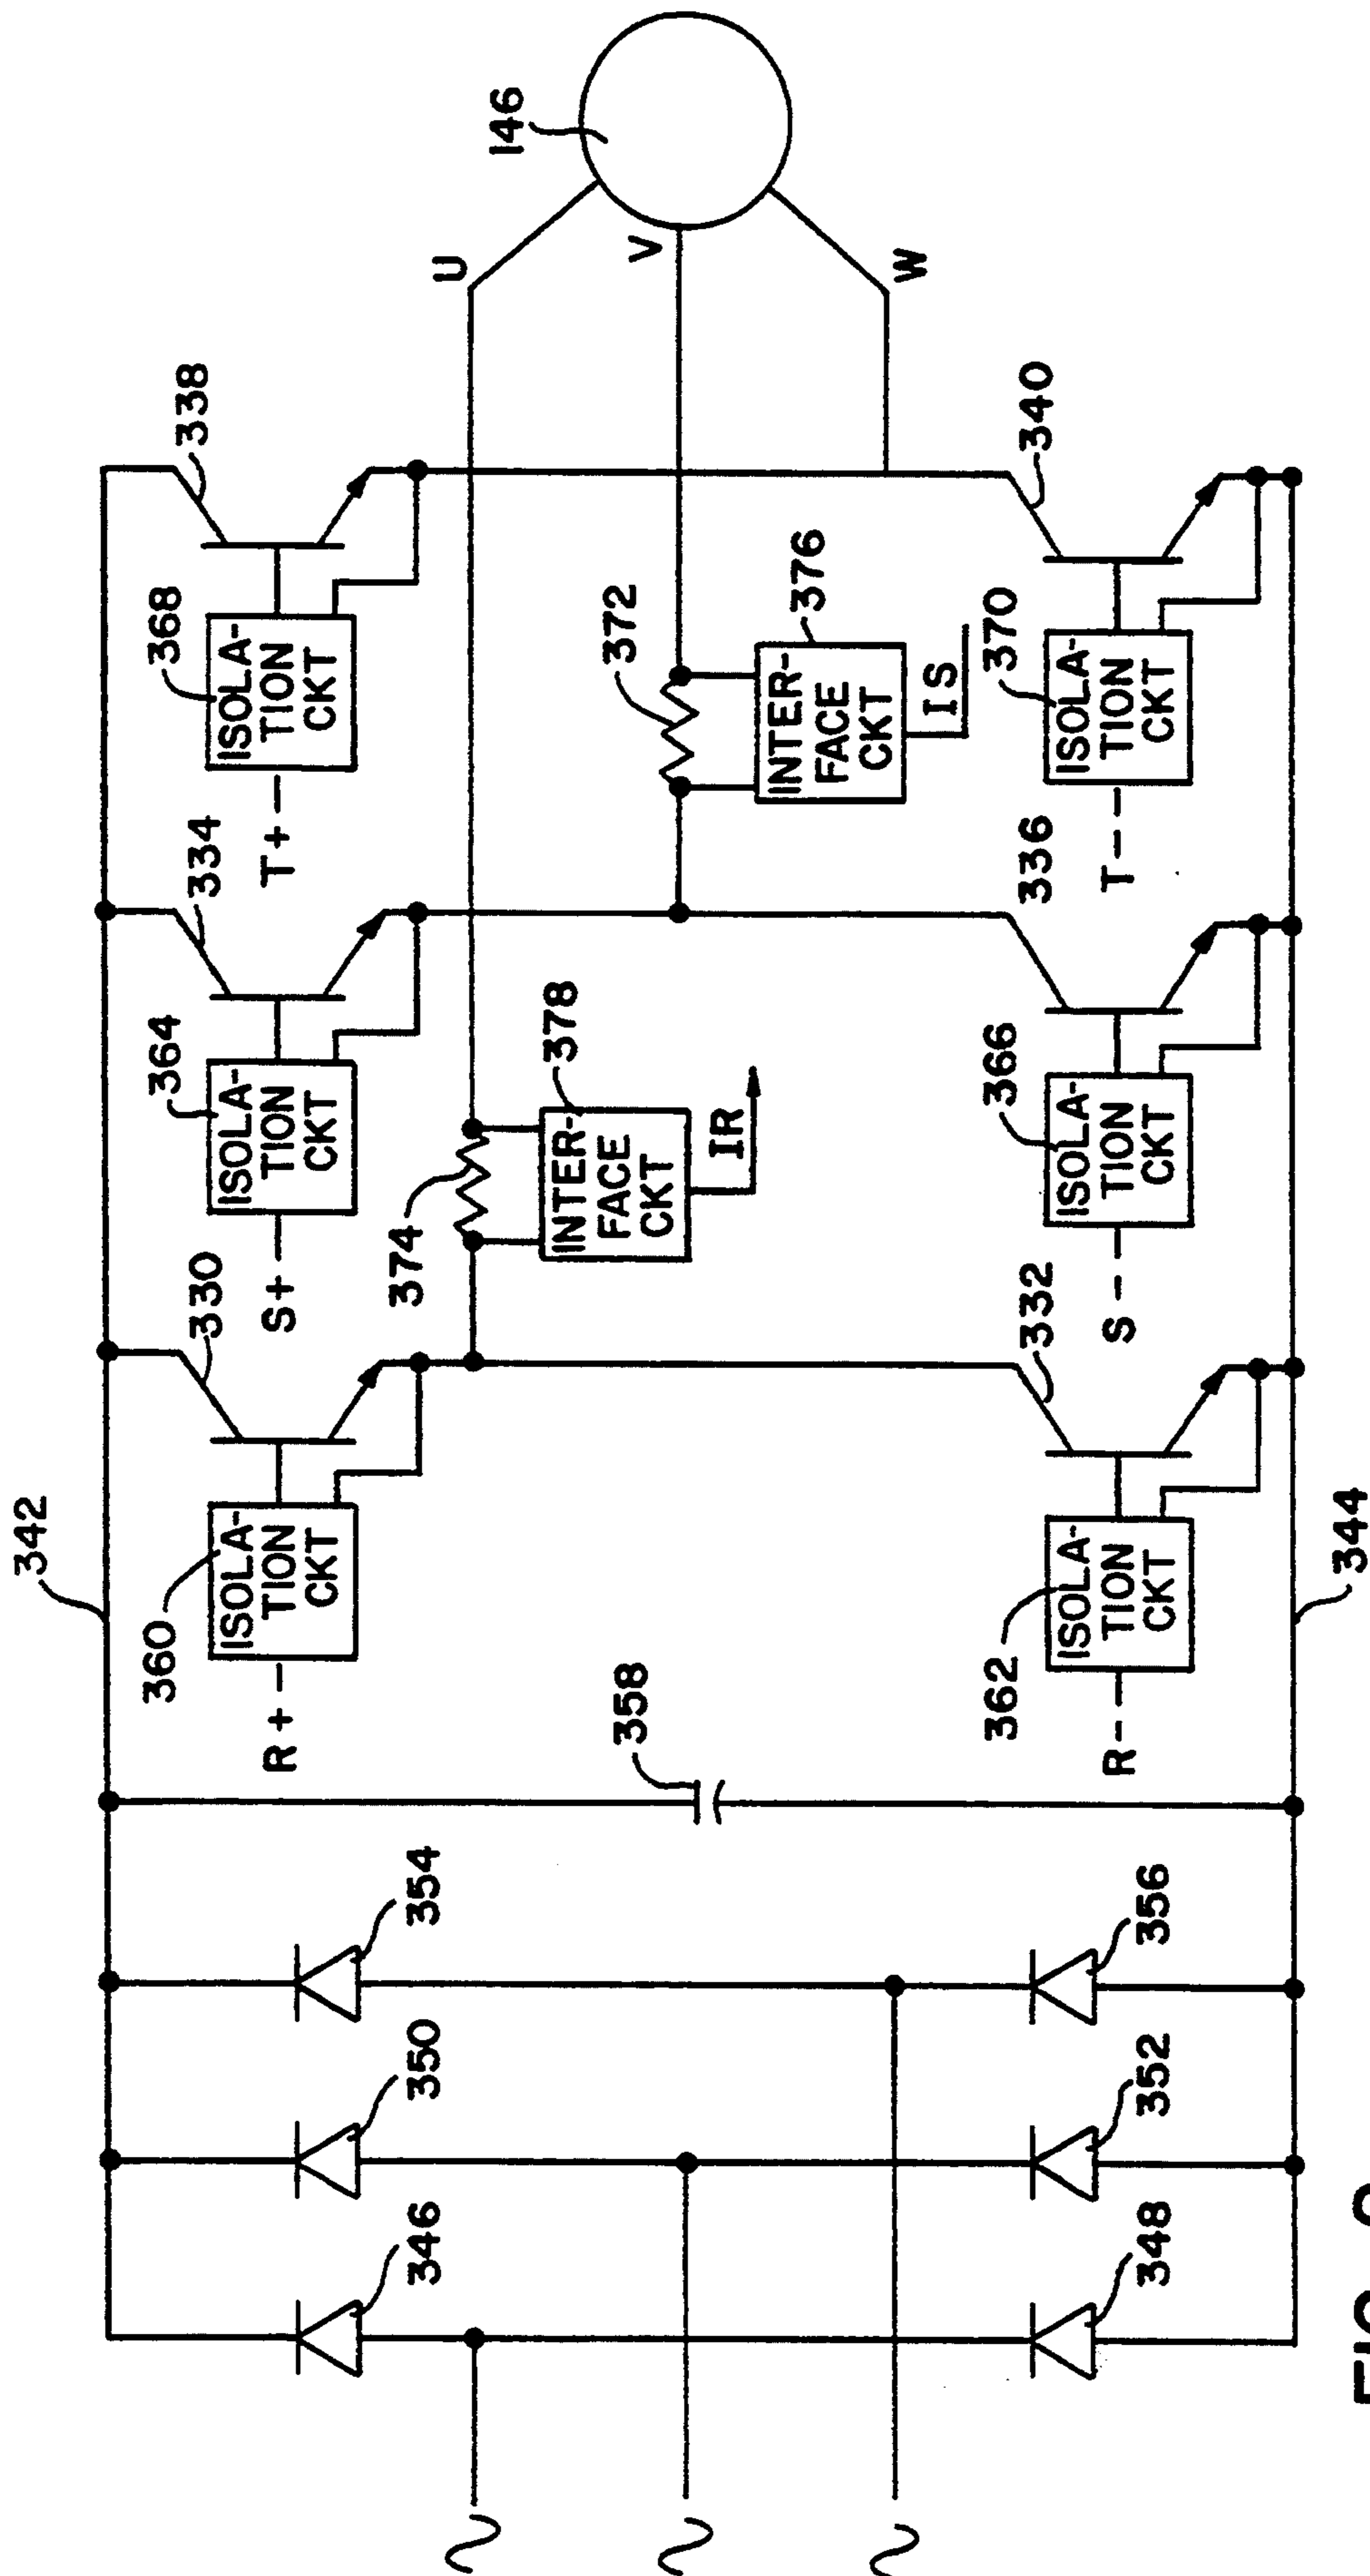 342
360
364
368
338
330
334
ISOLA-
TION
CKT
ISOLA-
TION
CKT
ISOLA-
TION
CKT
R+
S+
T+
346
350
354
374
U
146
378
INTER-
FACE
CKT
358
372
V
IR
INTER-
FACE
CKT
376
IS
W
362
366
370
332
336
340
ISOLA-
TION
CKT
ISOLA-
TION
CKT
ISOLA-
TION
CKT
R-
S-
T-
348
352
356
344
FIG.